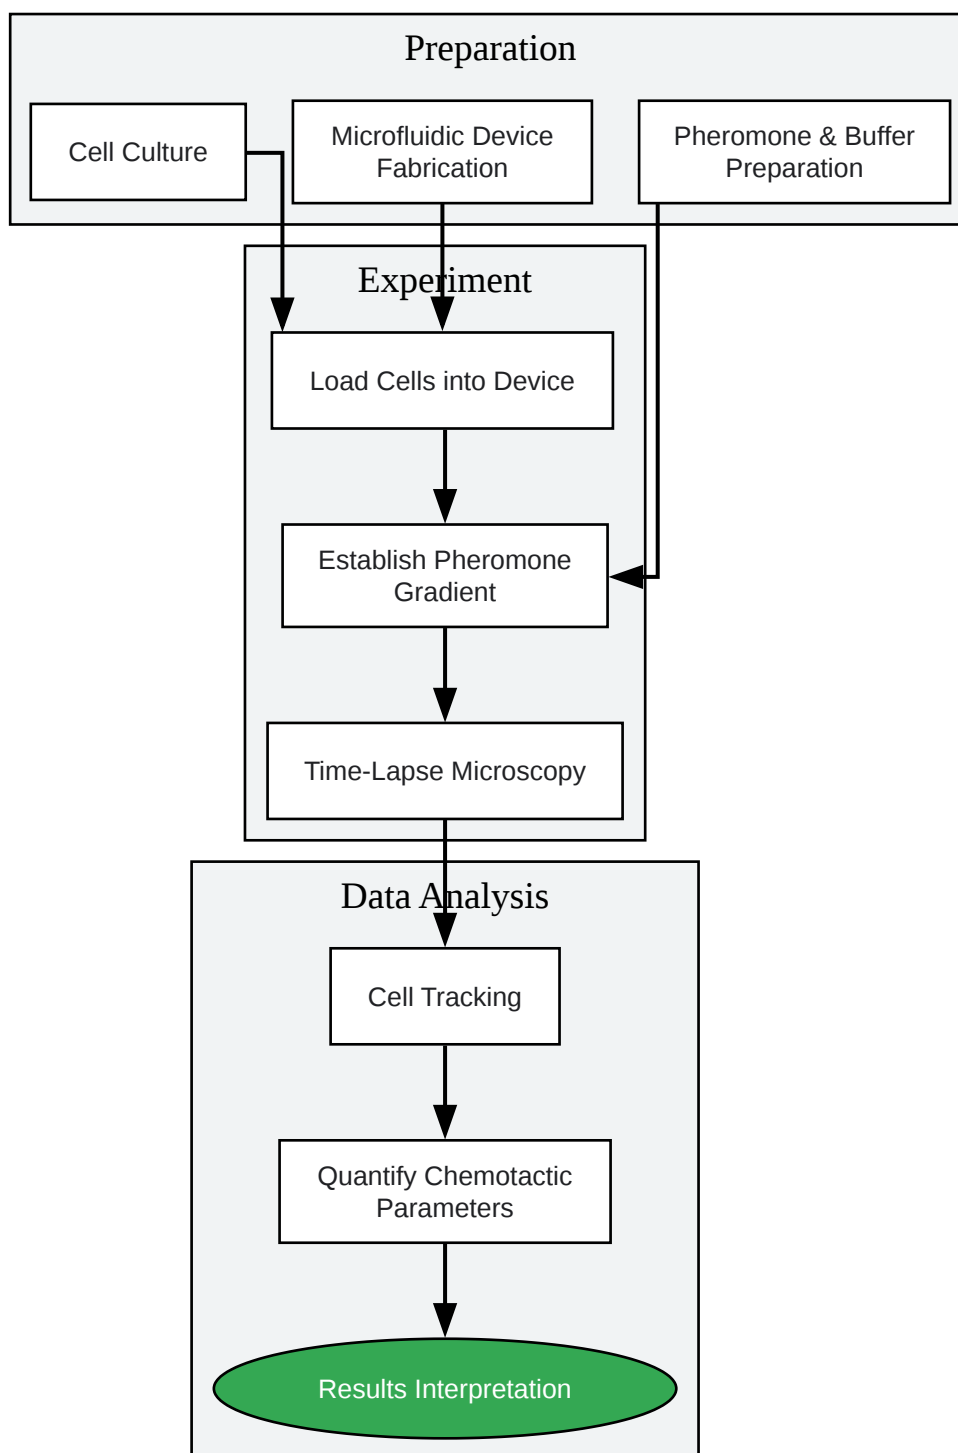 Preparation
Cell Culture
Microfluidic Device
Fabrication
Pheromone & Buffer
Preparation
Experiment
Load Cells into Device
Establish Pheromone
Gradient
Time-Lapse Microscopy
Data Analysis
Cell Tracking
Quantify Chemotactic
Parameters
Results Interpretation